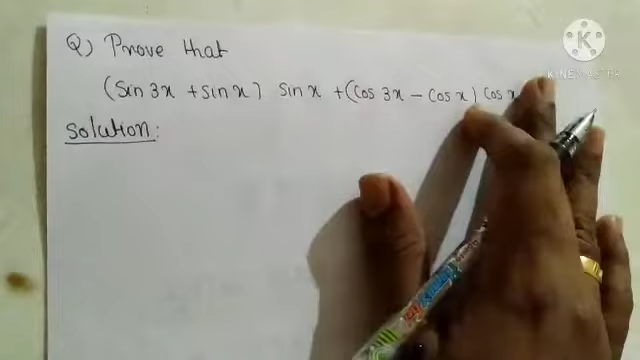 Q) Prove that
(Sin 3x + sin x) sin x + (Cos 3x - Cos x) Cos x
Solution:
KINEMASTER